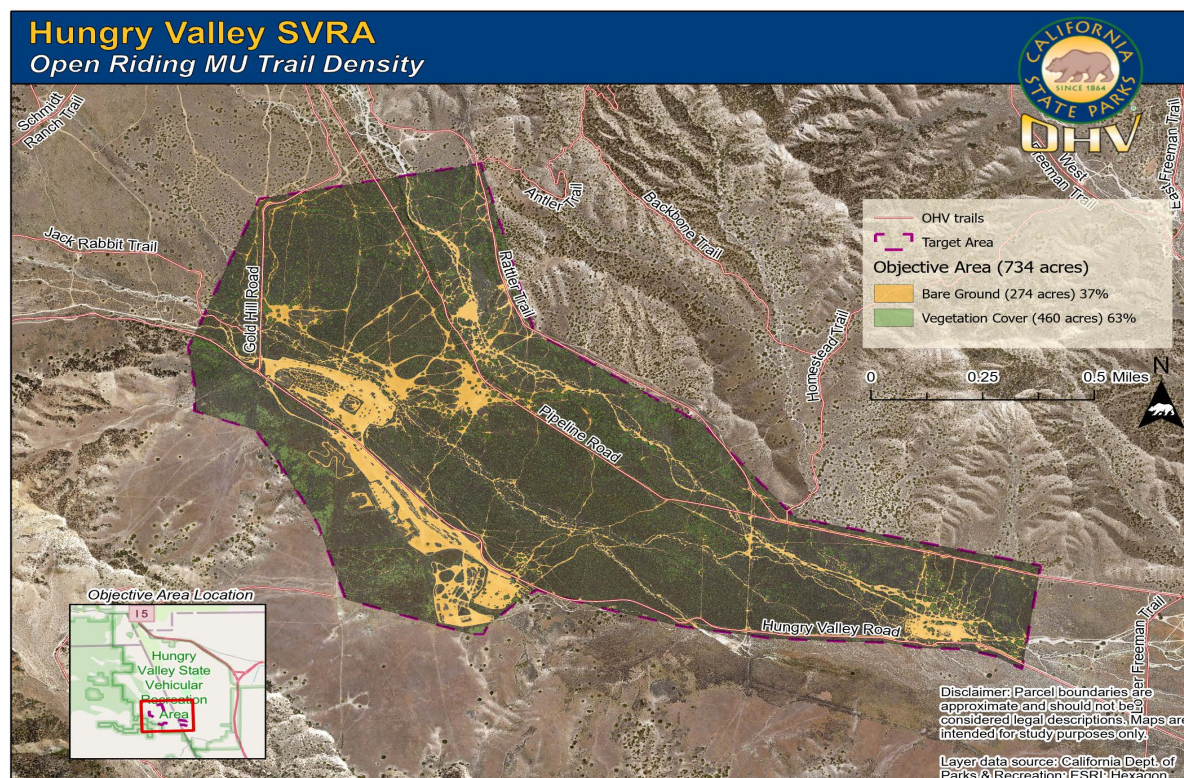 Hungry Valley SVRA
Open Riding MU Trail Density
CALIFORNIA
SINCE 1864
STATE PARKS
OHV
Schmidt
Ranch Trail
Jack Rabbit Trail
Gold Hill Road
Antler
Trail
Rattler Trail
Backbone Trail
Homestead Trail
West
Freeman Trail
East Freeman Trail
OHV trails
Target Area
Objective Area (734 acres)
Bare Ground (274 acres) 37%
Vegetation Cover (460 acres) 63%
0 0.25 0.5 Miles
N
Pipeline Road
Hungry Valley Road
Freeman Trail
Objective Area Location
I 5
Hungry
Valley State
Vehicular
Recreation
Area
Disclaimer: Parcel boundaries are
approximate and should not be
considered legal descriptions. Maps are
intended for study purposes only.
Layer data source: California Dept. of
Parks & Recreation; ESRI;